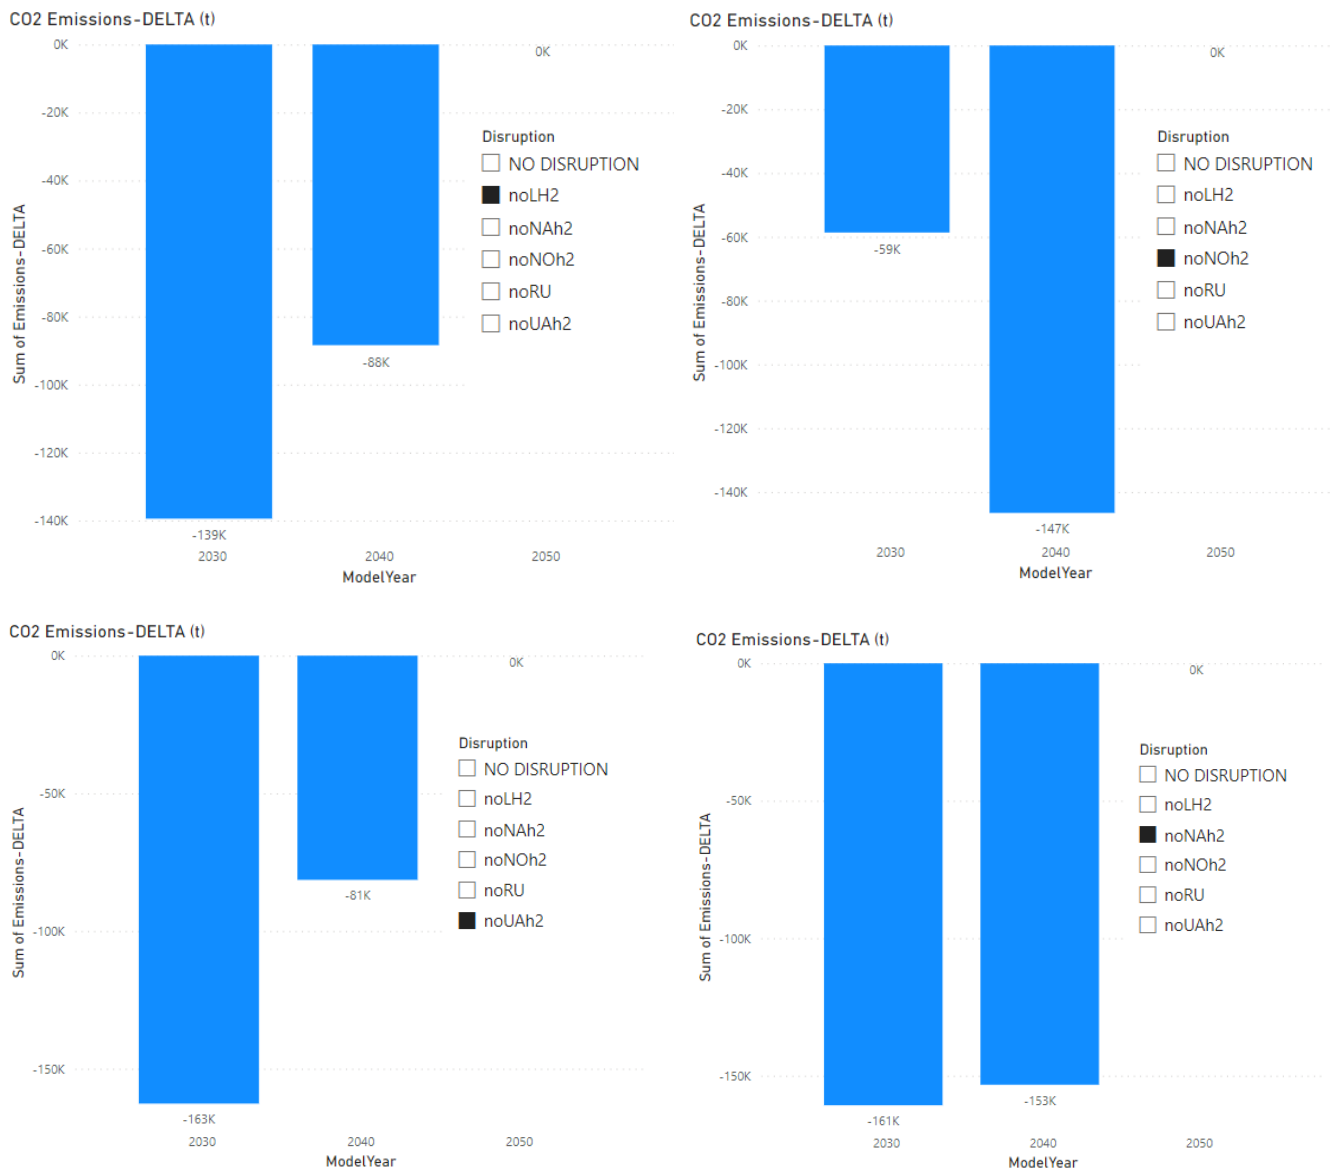 CO2 Emissions-DELTA (t)
0K
-20K
-40K
-60K
-80K
-100K
-120K
-140K
Sum of Emissions-DELTA
-139K
-88K
0K
2030
2040
2050
ModelYear
Disruption
NO DISRUPTION
noLH2
noNAh2
noNOh2
noRU
noUAh2
CO2 Emissions-DELTA (t)
0K
-20K
-40K
-60K
-80K
-100K
-120K
-140K
Sum of Emissions-DELTA
-59K
-147K
0K
2030
2040
2050
ModelYear
Disruption
NO DISRUPTION
noLH2
noNAh2
noNOh2
noRU
noUAh2
CO2 Emissions-DELTA (t)
0K
-50K
-100K
-150K
Sum of Emissions-DELTA
-163K
-81K
0K
2030
2040
2050
ModelYear
Disruption
NO DISRUPTION
noLH2
noNAh2
noNOh2
noRU
noUAh2
CO2 Emissions-DELTA (t)
0K
-50K
-100K
-150K
Sum of Emissions-DELTA
-161K
-153K
0K
2030
2040
2050
ModelYear
Disruption
NO DISRUPTION
noLH2
noNAh2
noNOh2
noRU
noUAh2